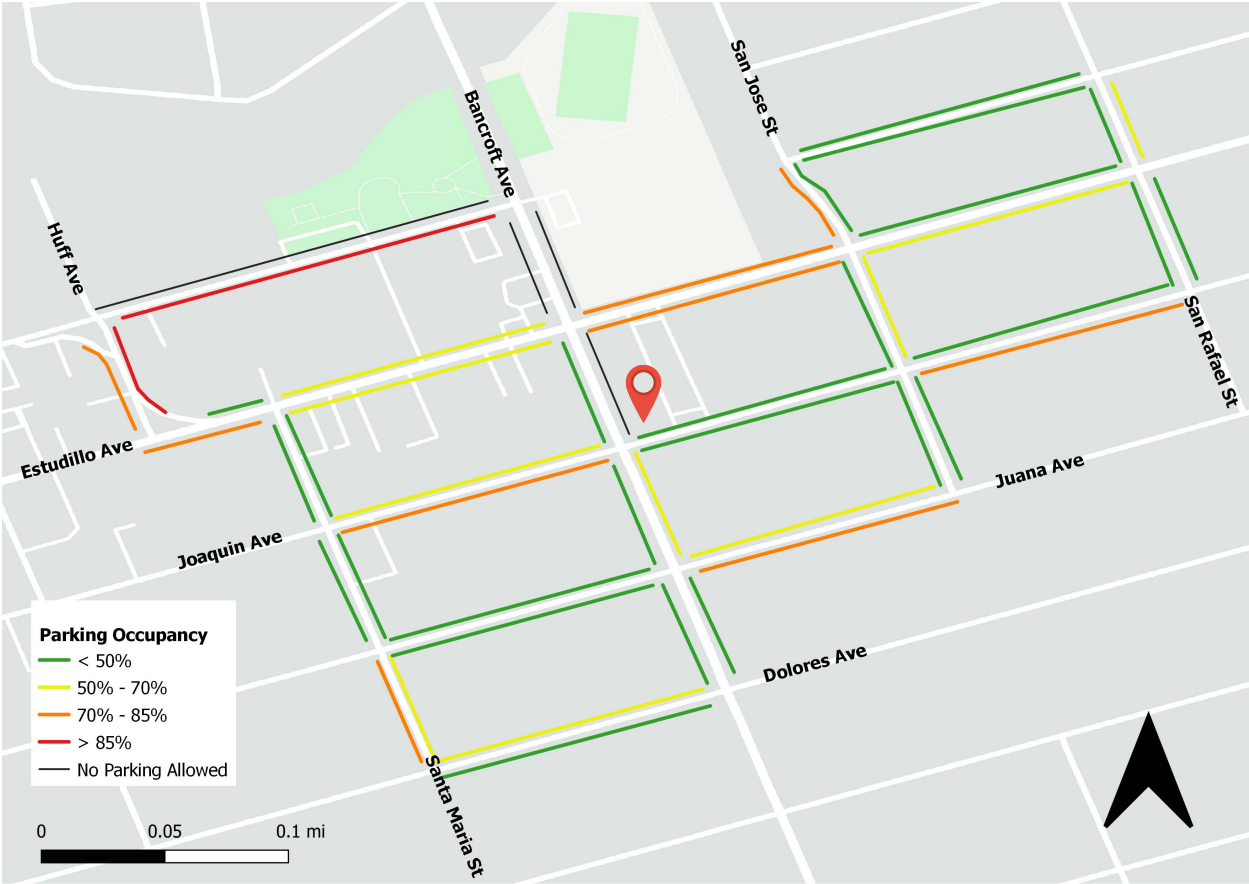 San Jose St
Bancroft Ave
Huff Ave
San Rafael St
Estudillo Ave
Juana Ave
Joaquin Ave
Dolores Ave
Santa Maria St
Parking Occupancy
< 50%
50% - 70%
70% - 85%
> 85%
No Parking Allowed
0 0.05 0.1 mi